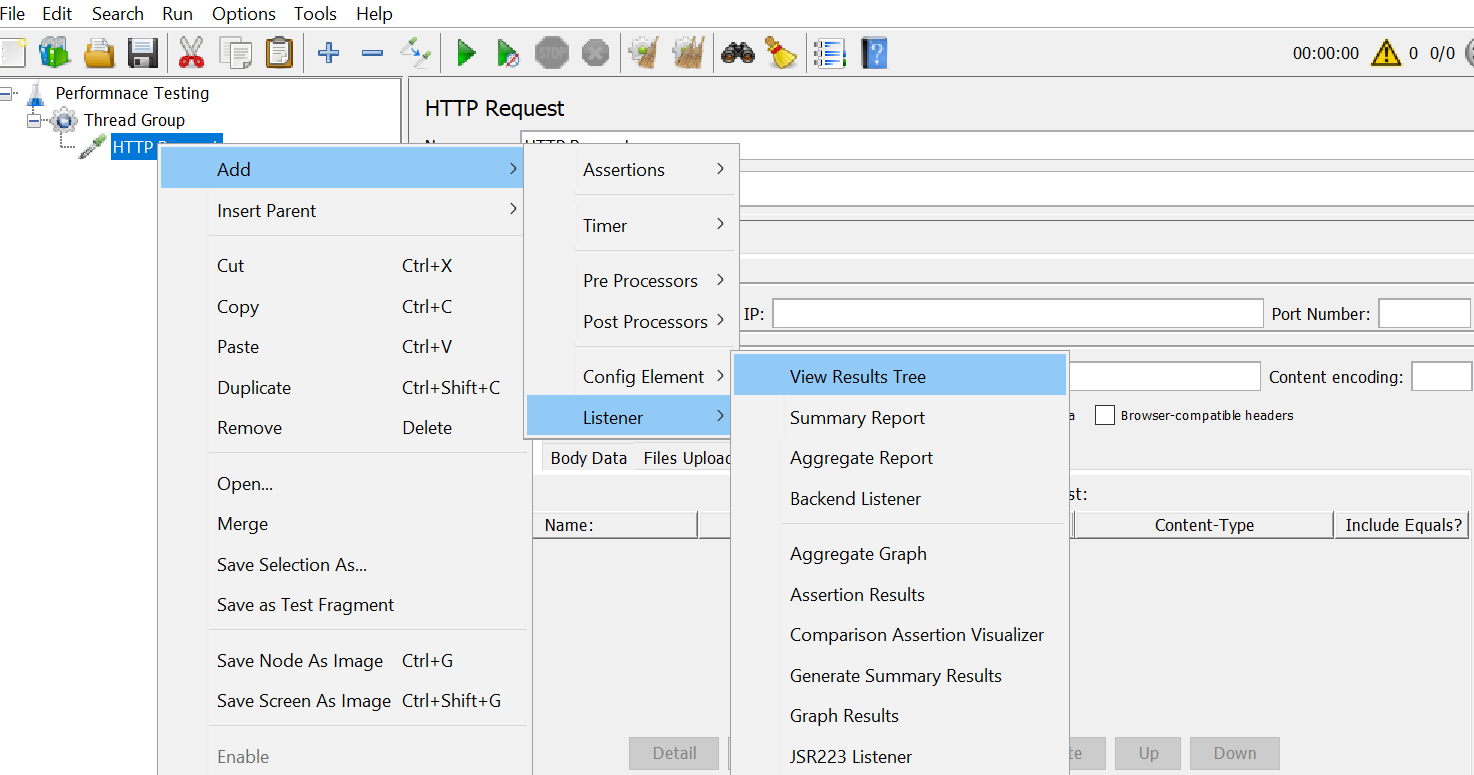 File Edit Search Run Options Tools Help
STOP
00:00:00 0 0/0
Performnace Testing
Thread Group
HTTP
HTTP Request
Add
Insert Parent
Cut Ctrl+X
Copy Ctrl+C
Paste Ctrl+V
Duplicate Ctrl+Shift+C
Remove Delete
Open...
Merge
Save Selection As...
Save as Test Fragment
Save Node As Image Ctrl+G
Save Screen As Image Ctrl+Shift+G
Enable
Assertions
Timer
Pre Processors
Post Processors
Config Element
Listener
View Results Tree
Summary Report
Aggregate Report
Backend Listener
Aggregate Graph
Assertion Results
Comparison Assertion Visualizer
Generate Summary Results
Graph Results
JSR223 Listener
IP: Port Number:
Content encoding:
Browser-compatible headers
Body Data Files Upload
st:
Name: Content-Type Include Equals?
Detail te Up Down